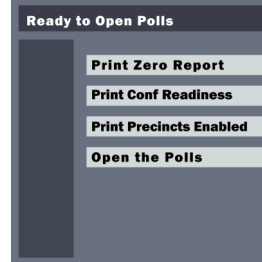 Ready to Open Polls
Print Zero Report
Print Conf Readiness
Print Precincts Enabled
Open the Polls